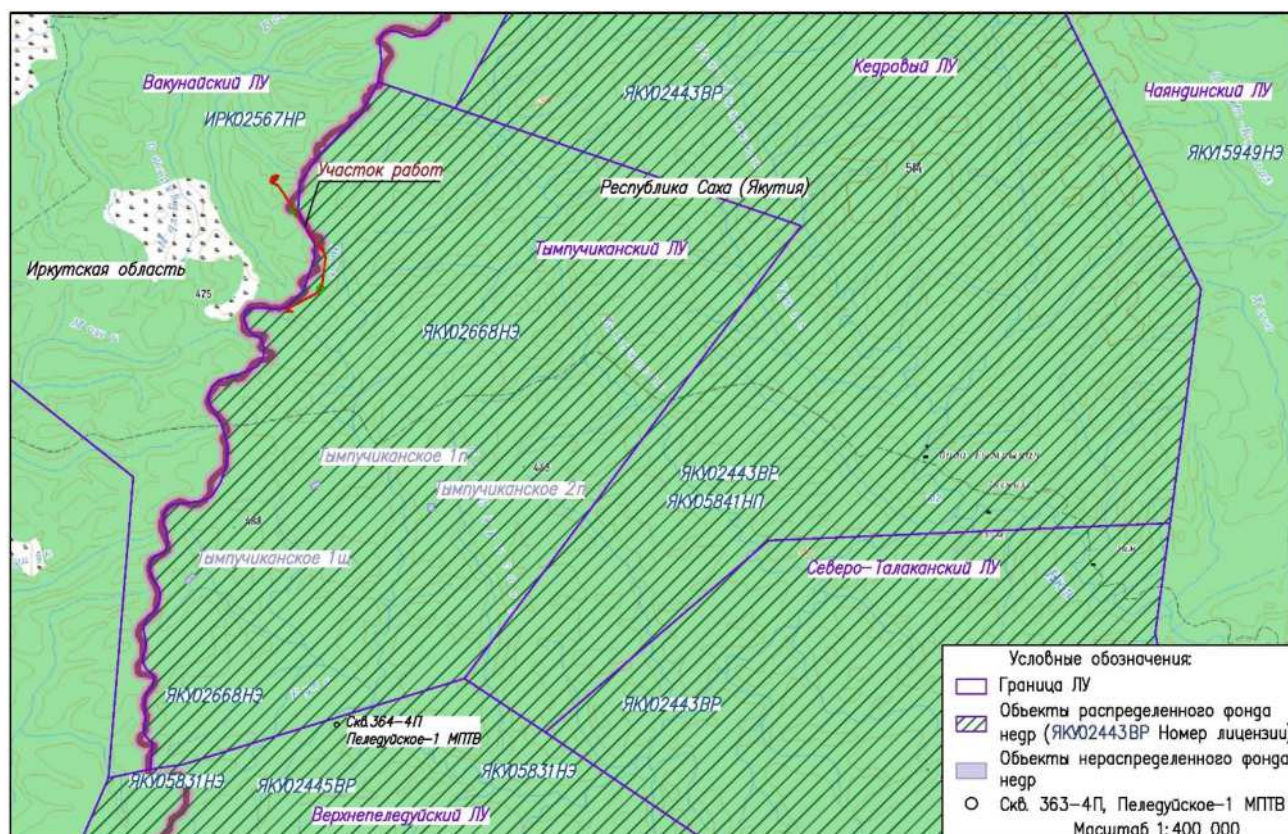 Вакунайский ЛУ
ИРК02567НР
Кедровый ЛУ
ЯКУ02443ВР
Чаяндинский ЛУ
ЯКУ15949НЭ
584
Участок работ
Республика Саха (Якутия)
Тымпучиканский ЛУ
Иркутская область
475
ЯКУ02668НЭ
Тымпучиканское 1п
465
Тымпучиканское 2п
ЯКУ02443ВР
ЯКУ05841НП
488
Тымпучиканское 1щ
Северо-Талаканский ЛУ
ЯКУ02668НЭ
ЯКУ02443ВР
Скв.364-4П
Пеледуйское-1 МПТВ
ЯКУ05831НЭ
ЯКУ02445ВР
ЯКУ05831НЭ
Верхнепеледуйский ЛУ
Условные обозначения:
Граница ЛУ
Объекты распределенного фонда
недр (ЯКУ02443ВР Номер лицензии)
Объекты нераспределенного фонда
недр
Скв. 363-4П, Пеледуйское-1 МПТВ
Масштаб 1:400 000